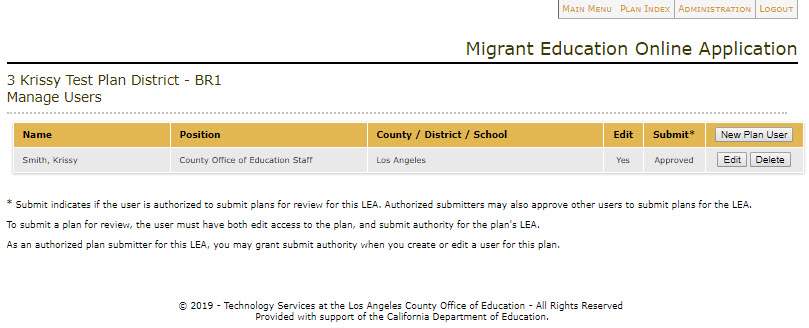 Main Menu Plan Index Administration Logout
Migrant Education Online Application
3 Krissy Test Plan District - BR1
Manage Users
Name Position County / District / School Edit Submit* New Plan User
Smith, Krissy County Office of Education Staff Los Angeles Yes Approved Edit Delete
* Submit indicates if the user is authorized to submit plans for review for this LEA. Authorized submitters may also approve other users to submit plans for the LEA.
To submit a plan for review, the user must have both edit access to the plan, and submit authority for the plan's LEA.
As an authorized plan submitter for this LEA, you may grant submit authority when you create or edit a user for this plan.
© 2019 - Technology Services at the Los Angeles County Office of Education - All Rights Reserved
Provided with support of the California Department of Education.